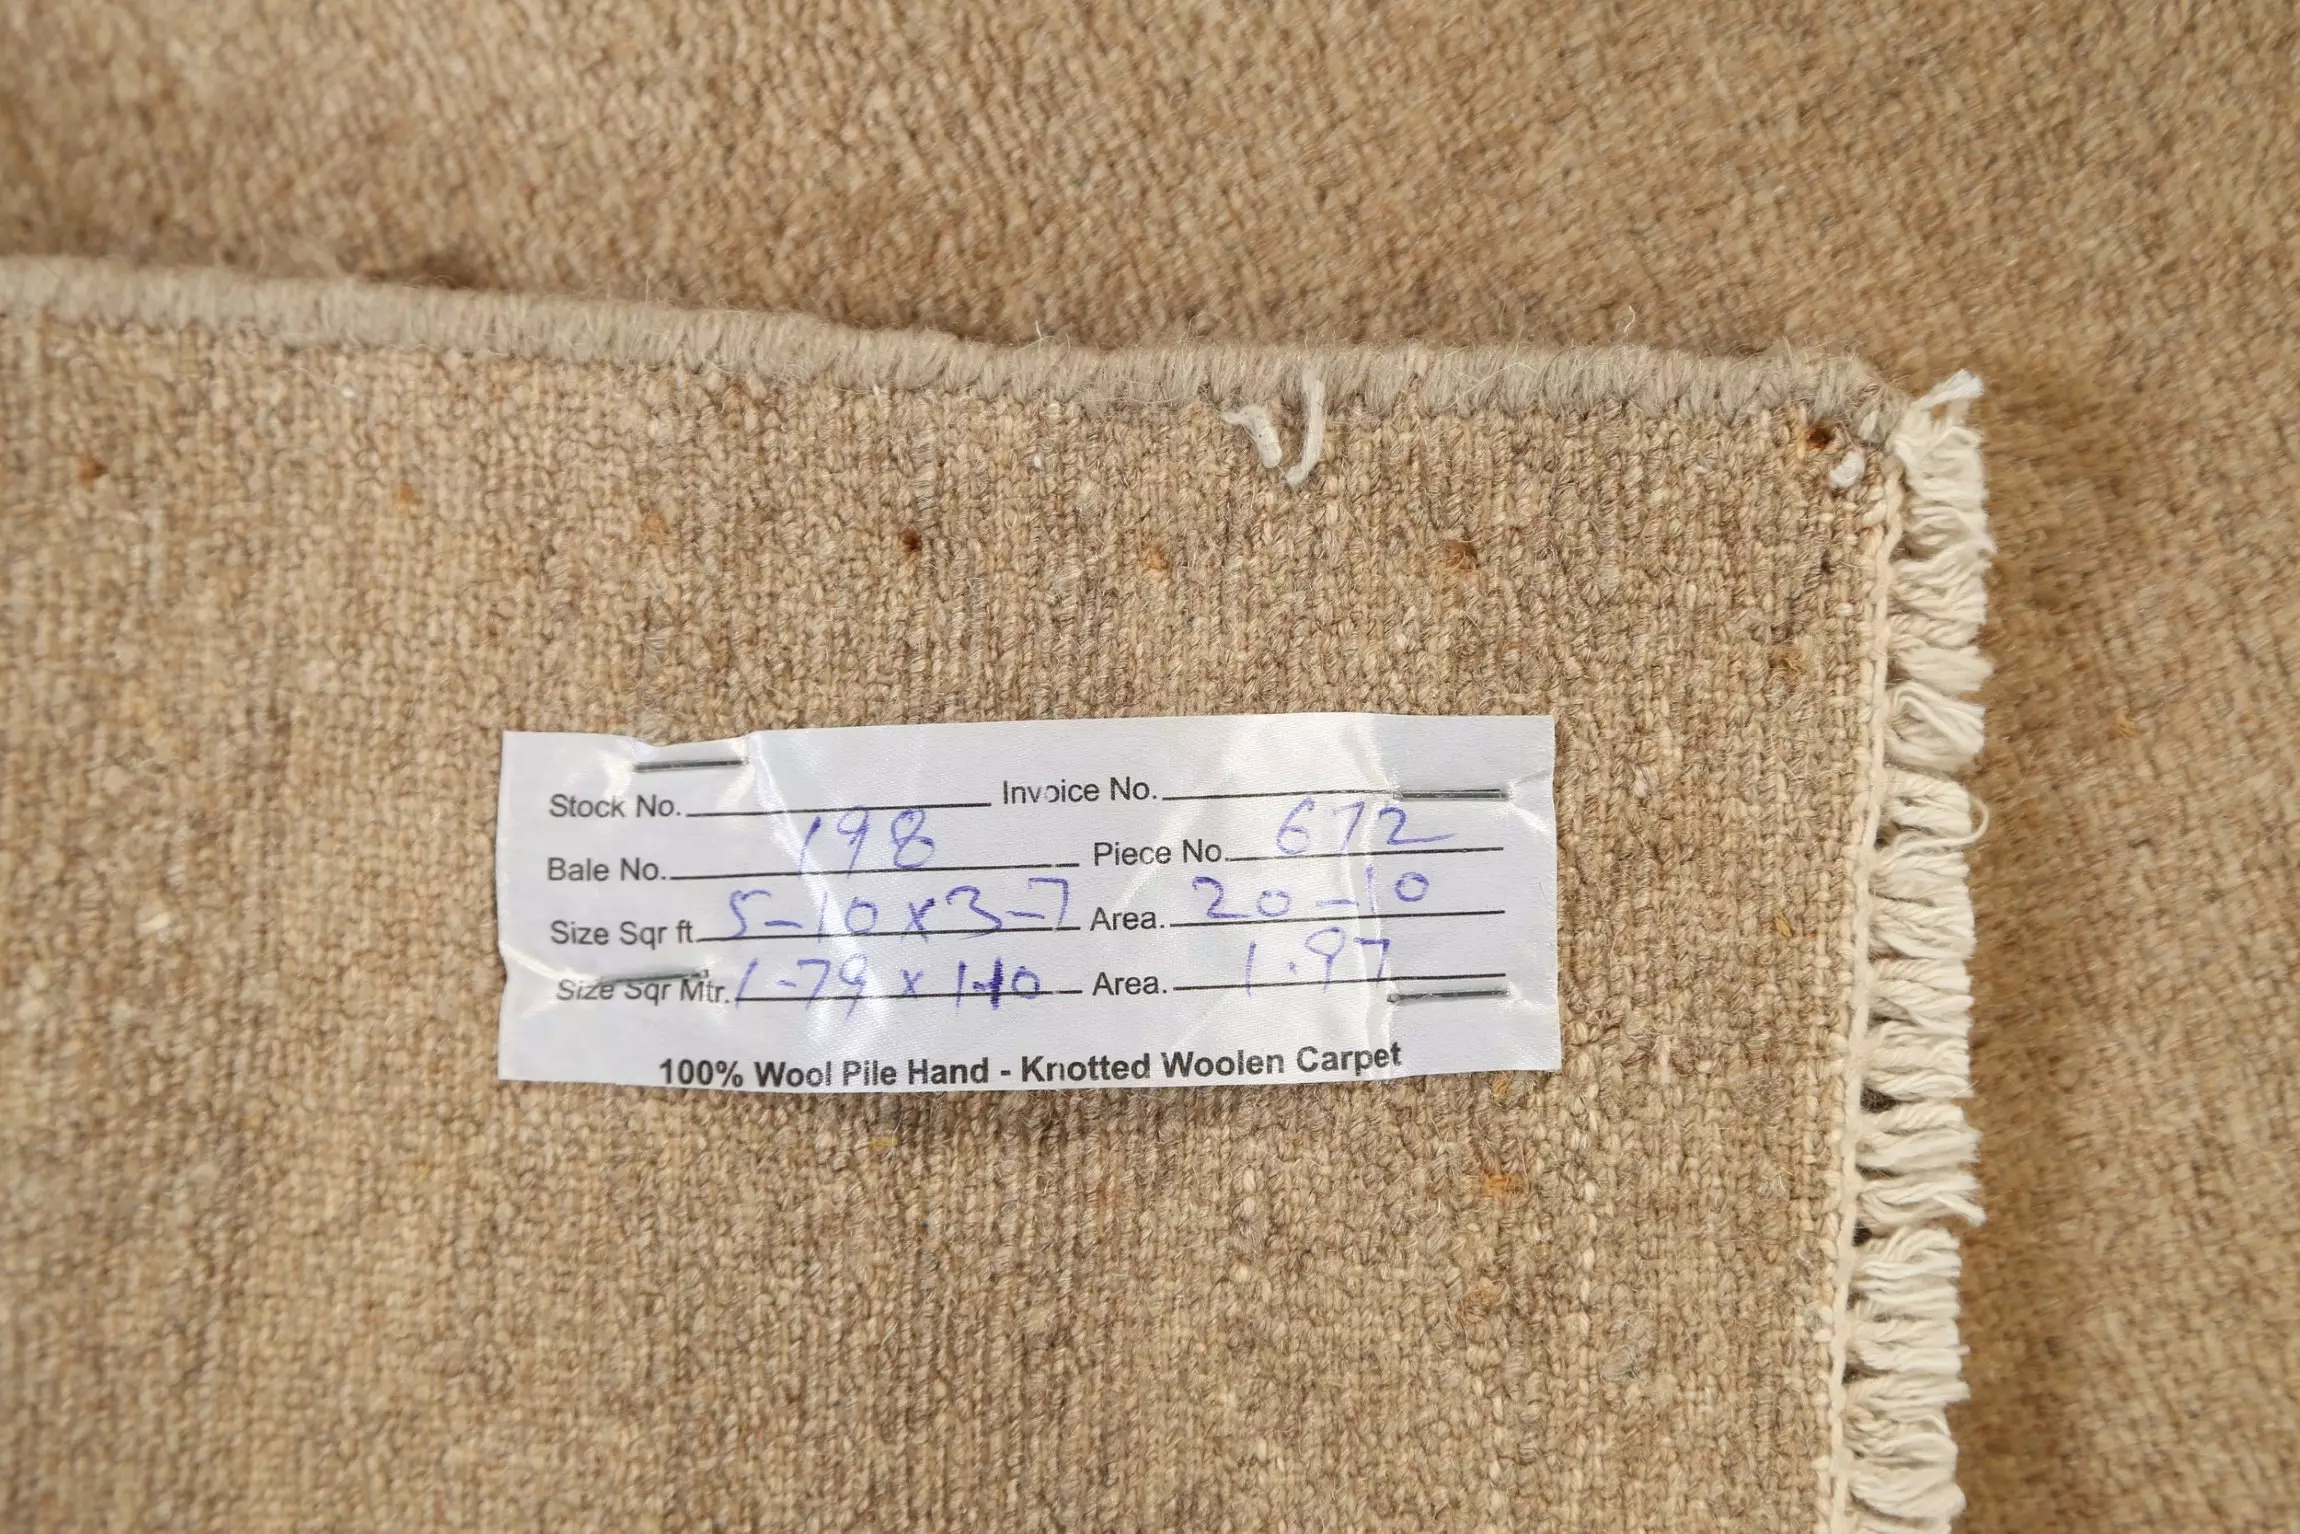 Stock No. Invoice No.
Bale No. 198 Piece No. 672
Size Sqr ft. 5-10 x 3-7 Area. 20-10
Size Sqr Mtr. 1-79 x 1-10 Area. 1.97
100% Wool Pile Hand - Knotted Woolen Carpet